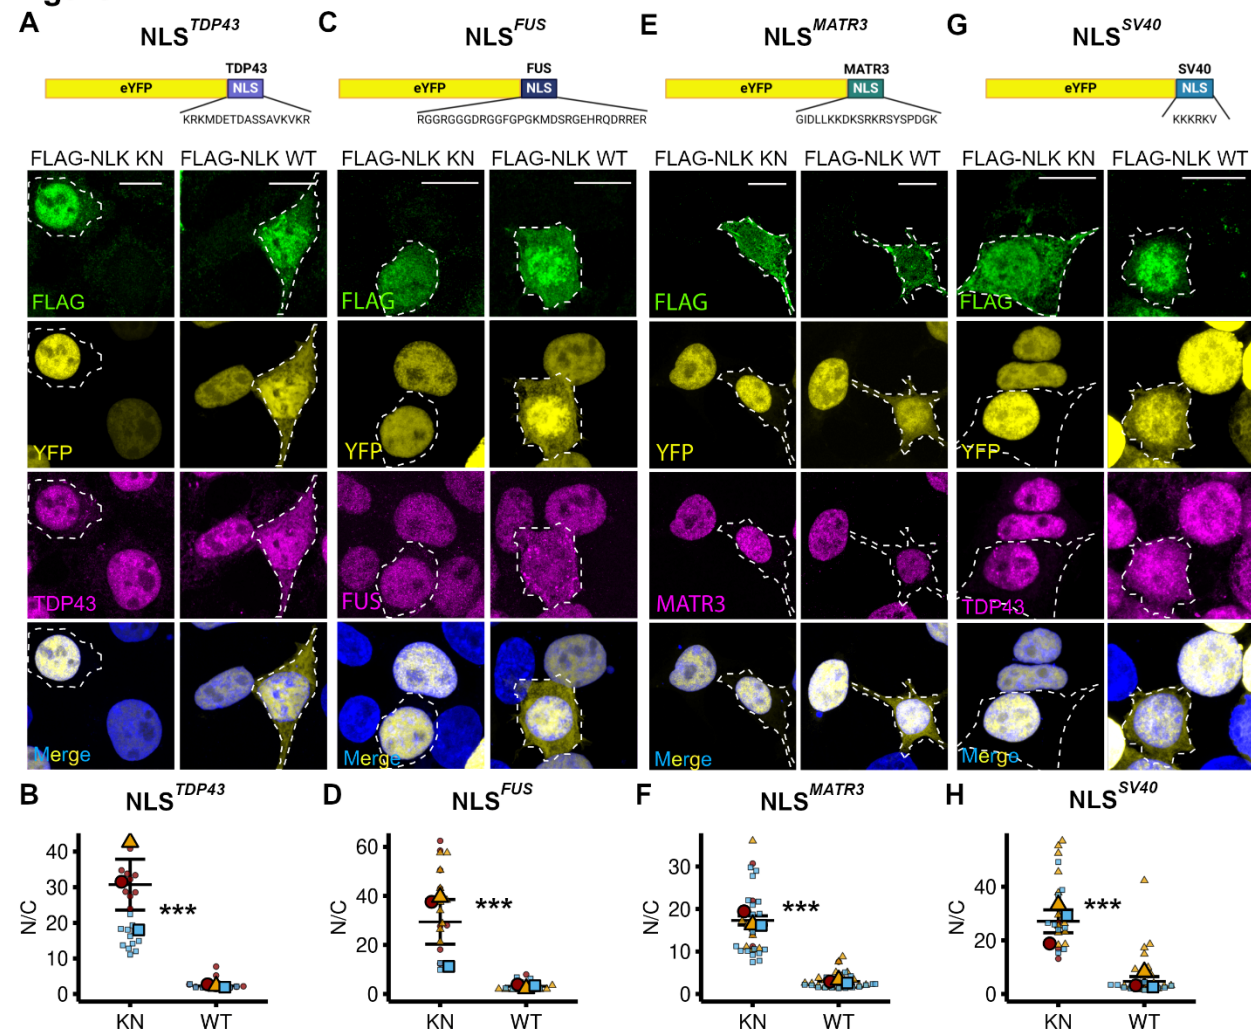 A NLS^TDP43 C NLS^FUS E NLS^MATR3 G NLS^SV40
TDP43 FUS MATR3 SV40
eYFP NLS eYFP NLS eYFP NLS eYFP NLS
KRKMDETDASSAVKVKR RGGRGGGDRGGFGPGKMDSRGEHRQDRRER GIDLLKKDKSRKRSYSPDGK KKKRKV
FLAG-NLK KN FLAG-NLK WT FLAG-NLK KN FLAG-NLK WT FLAG-NLK KN FLAG-NLK WT FLAG-NLK KN FLAG-NLK WT
FLAG FLAG FLAG FLAG
YFP YFP YFP YFP
TDP43 FUS MATR3 TDP43
Merge Merge Merge Merge
B NLS^TDP43 D NLS^FUS F NLS^MATR3 H NLS^SV40
N/C 40 30 20 10 0 *** KN WT
N/C 60 40 20 0 *** KN WT
N/C 30 20 10 0 *** KN WT
N/C 40 20 0 *** KN WT